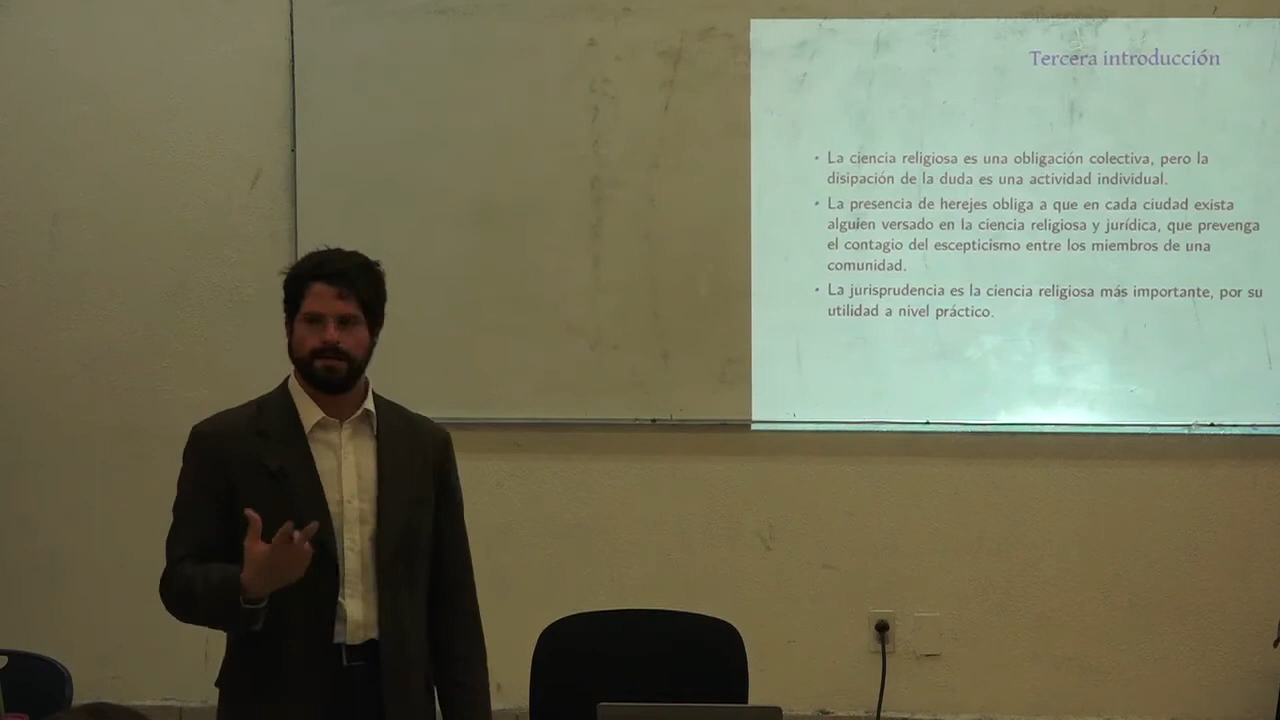 Tercera introducción
• La ciencia religiosa es una obligación colectiva, pero la
disipación de la duda es una actividad individual.
• La presencia de herejes obliga a que en cada ciudad exista
alguien versado en la ciencia religiosa y jurídica, que prevenga
el contagio del escepticismo entre los miembros de una
comunidad.
• La jurisprudencia es la ciencia religiosa más importante, por su
utilidad a nivel práctico.